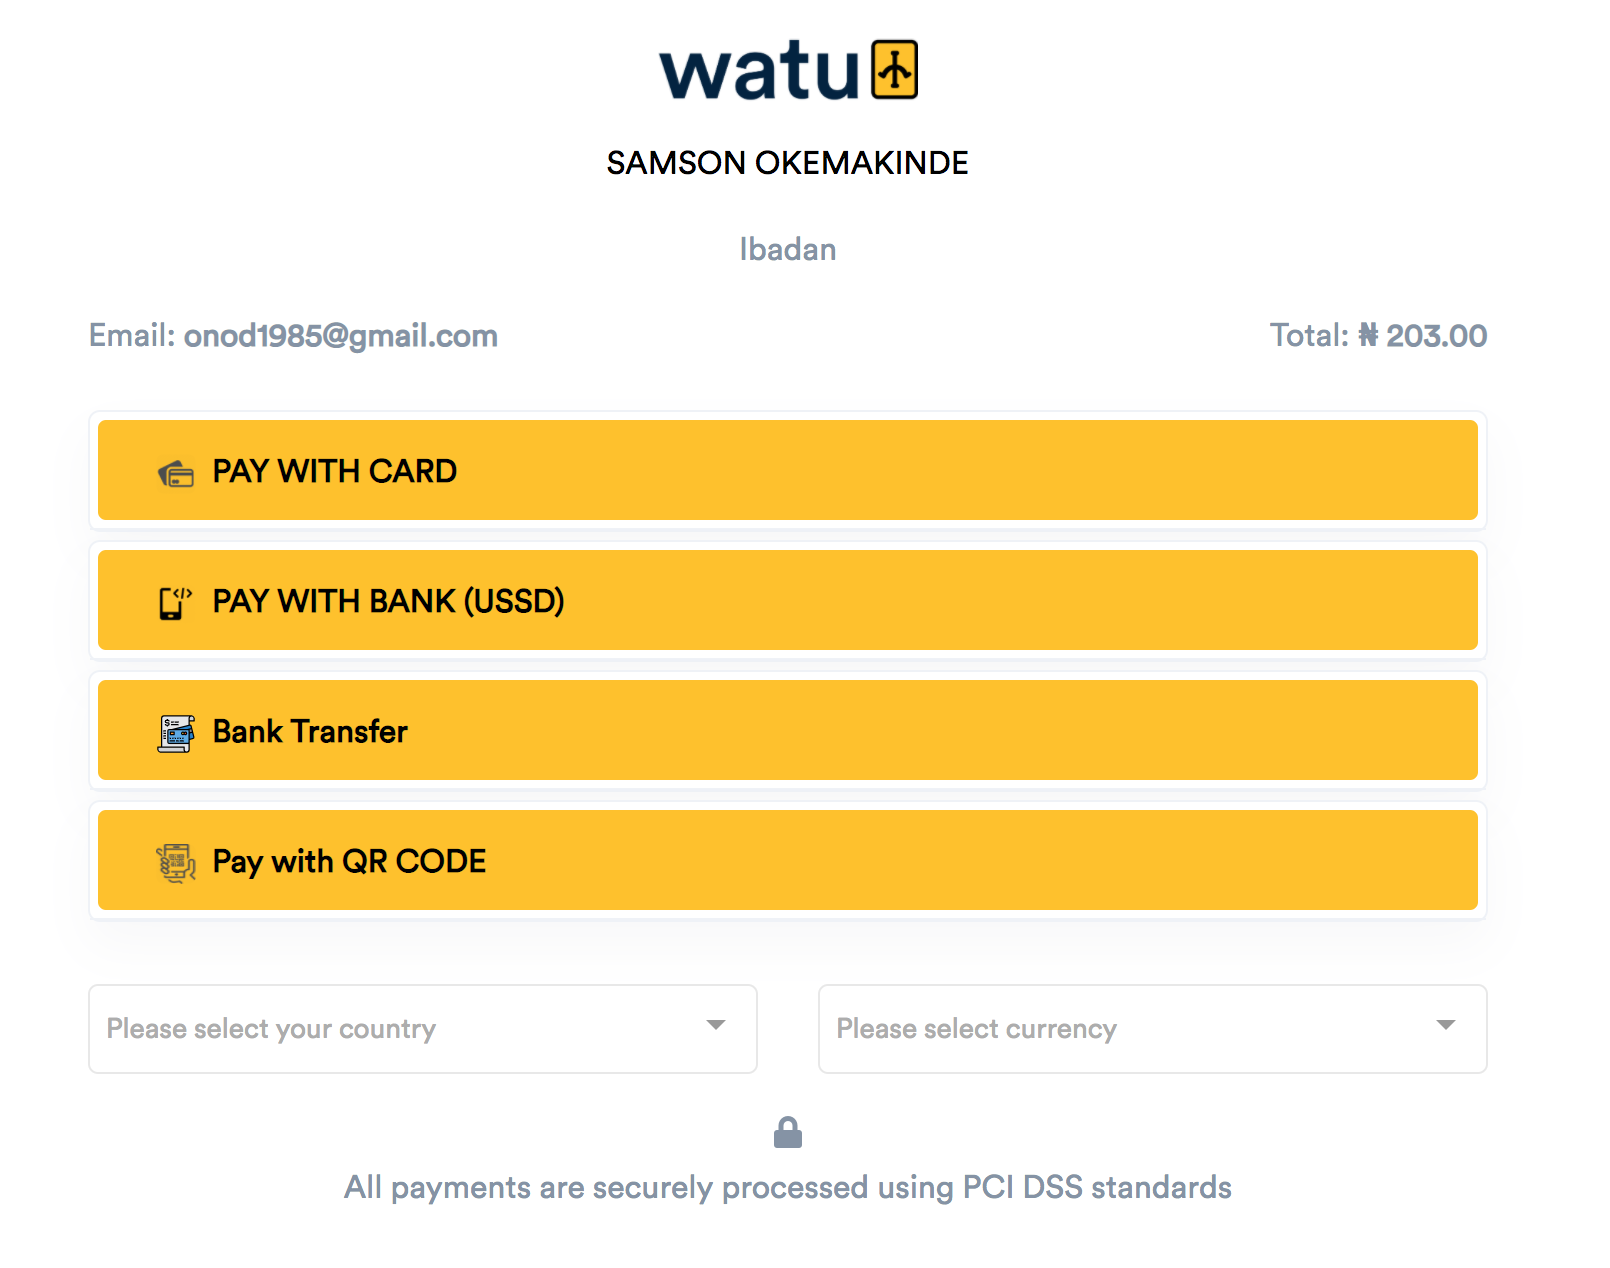 watu
SAMSON OKEMAKINDE
Ibadan
Email: onod1985@gmail.com
Total: ₦ 203.00
PAY WITH CARD
PAY WITH BANK (USSD)
Bank Transfer
Pay with QR CODE
Please select your country
Please select currency
All payments are securely processed using PCI DSS standards